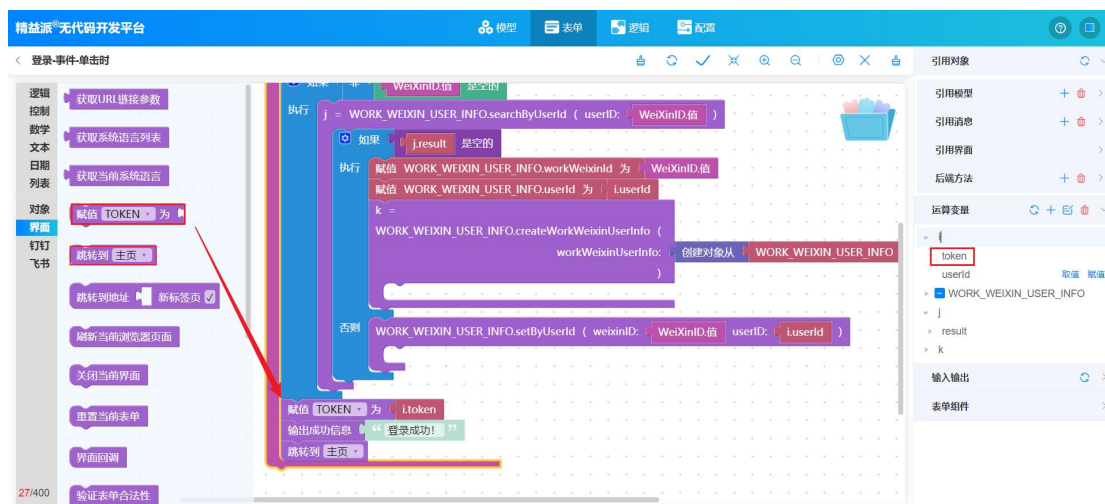 精益派®无代码开发平台
模型
表单
逻辑
配置
登录-事件-单击时
逻辑
控制
数学
文本
日期
列表
对象
界面
钉钉
飞书
27/400
获取URL链接参数
获取系统语言列表
获取当前系统语言
赋值 TOKEN 为
跳转到 主页
跳转到地址 新标签页
刷新当前浏览器页面
关闭当前界面
重置当前表单
界面回调
验证表单合法性
如果 非 WeiXinID.值 是空的
执行 j = WORK_WEIXIN_USER_INFO.searchByUserId ( userID: WeiXinID.值 )
如果 j.result 是空的
执行 赋值 WORK_WEIXIN_USER_INFO.workWeixinId 为 WeiXinID.值
赋值 WORK_WEIXIN_USER_INFO.userId 为 i.userId
k =
WORK_WEIXIN_USER_INFO.createWorkWeixinUserInfo (
workWeixinUserInfo: 创建对象从 WORK_WEIXIN_USER_INFO
)
否则 WORK_WEIXIN_USER_INFO.setByUserId ( weixinID: WeiXinID.值 userID: i.userId )
赋值 TOKEN 为 i.token
输出成功信息 “ 登录成功! ”
跳转到 主页
引用对象
引用模型
引用消息
引用界面
后端方法
运算变量
i
token
userId 取值 赋值
WORK_WEIXIN_USER_INFO
j
result
k
输入输出
表单组件